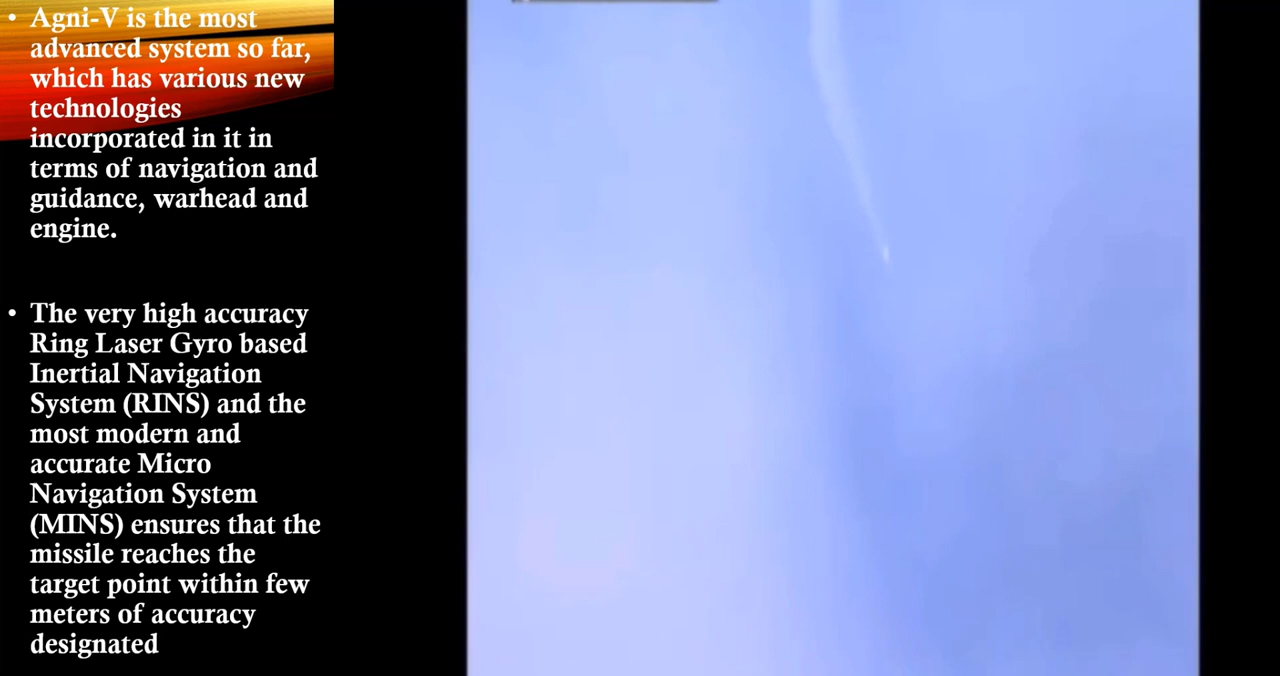 • Agni-V is the most
advanced system so far,
which has various new
technologies
incorporated in it in
terms of navigation and
guidance, warhead and
engine.
• The very high accuracy
Ring Laser Gyro based
Inertial Navigation
System (RINS) and the
most modern and
accurate Micro
Navigation System
(MINS) ensures that the
missile reaches the
target point within few
meters of accuracy
designated